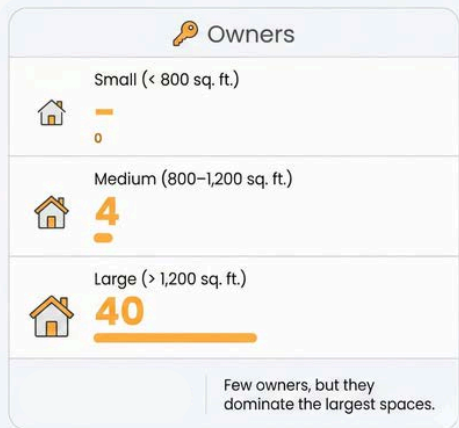 Owners
Small (< 800 sq. ft.)
–
0
Medium (800–1,200 sq. ft.)
4
Large (> 1,200 sq. ft.)
40
Few owners, but they
dominate the largest spaces.